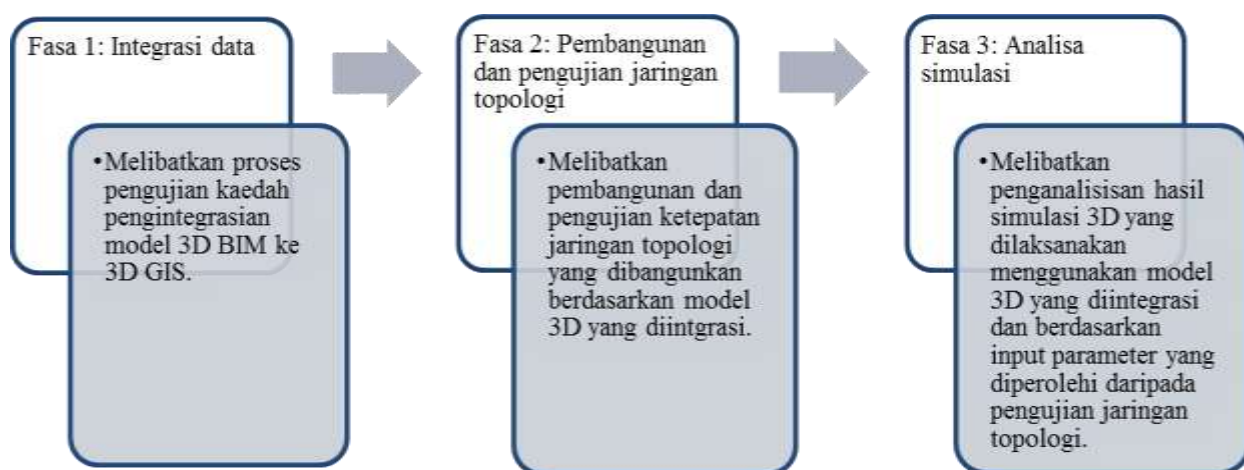 Fasa 1: Integrasi data
•Melibatkan proses
pengujian kaedah
pengintegrasian
model 3D BIM ke
3D GIS.
Fasa 2: Pembangunan
dan pengujian jaringan
topologi
•Melibatkan
pembangunan dan
pengujian ketepatan
jaringan topologi
yang dibangunkan
berdasarkan model
3D yang diintgrasi.
Fasa 3: Analisa
simulasi
•Melibatkan
penganalisisan hasil
simulasi 3D yang
dilaksanakan
menggunakan model
3D yang diintegrasi
dan berdasarkan
input parameter yang
diperolehi daripada
pengujian jaringan
topologi.